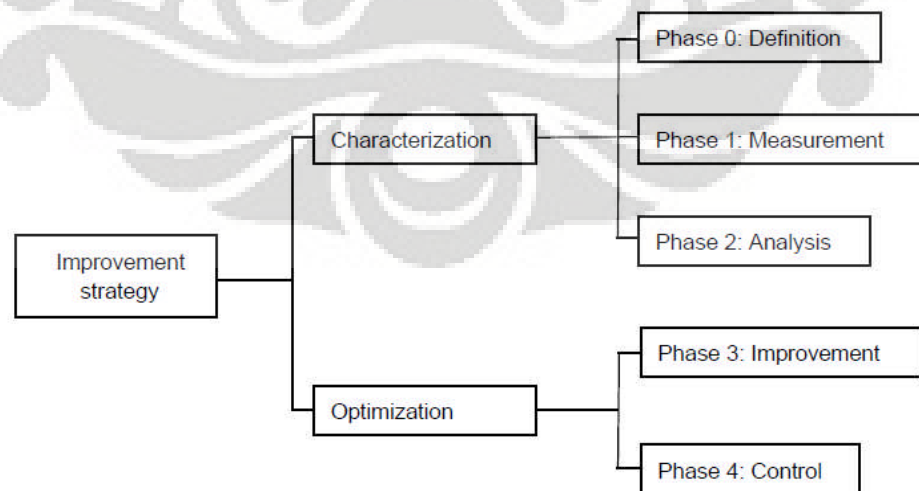 Phase 0: Definition
Characterization
Phase 1: Measurement
Phase 2: Analysis
Improvement
strategy
Phase 3: Improvement
Optimization
Phase 4: Control